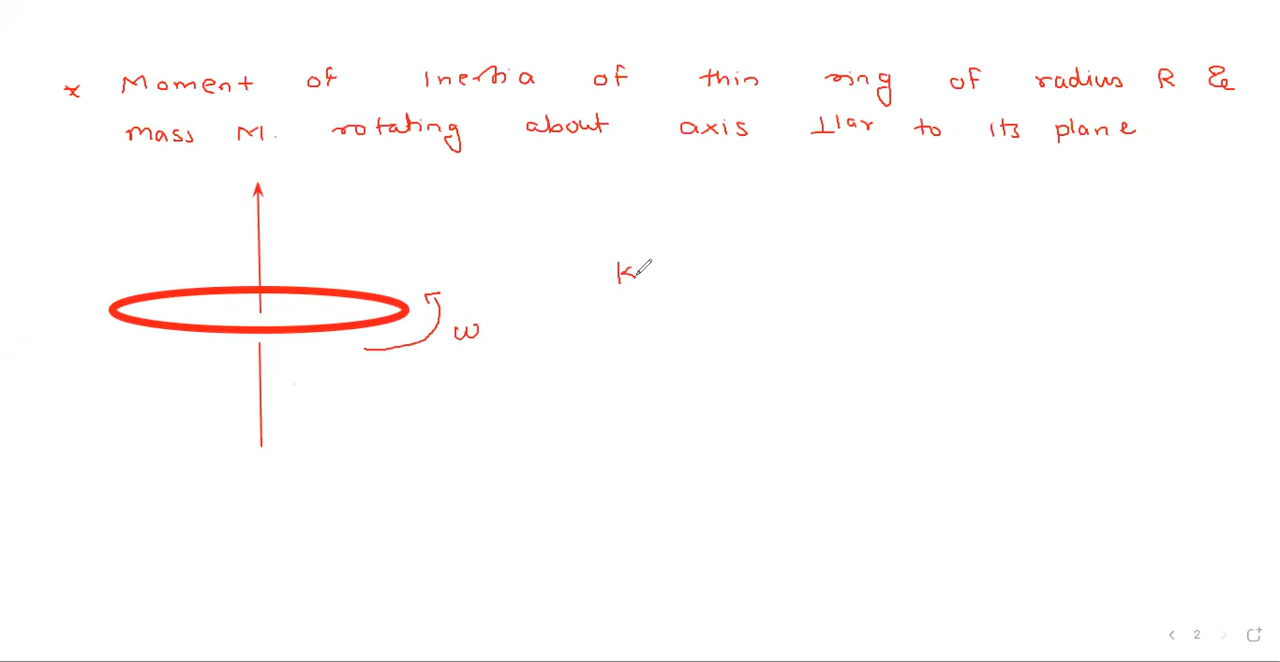 * Moment of Inertia of thin ring of radius R &
mass M. rotating about axis ⊥lar to its plane
K
ω
2